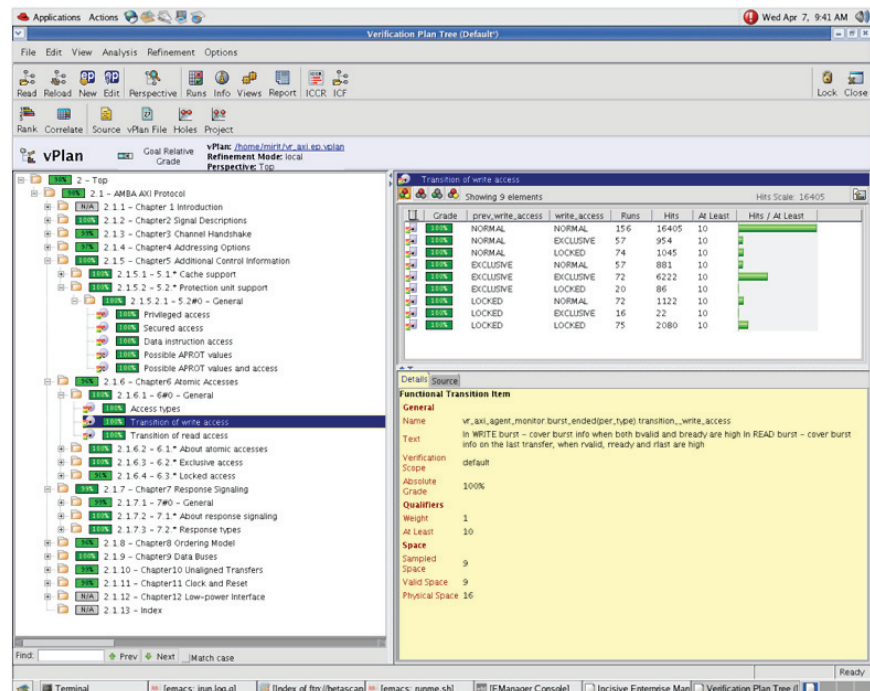 Applications Actions Wed Apr 7, 9:41 AM
Verification Plan Tree (Default*)
File Edit View Analysis Refinement Options
Read Reload New Edit Perspective Runs Info Views Report ICCR ICF Lock Close
Rank Correlate Source vPlan File Holes Project
vPlan Goal Relative Grade
vPlan: /home/mirit/vr_axi.ep.vplan
Refinement Mode: local
Perspective: Top
2 - Top
2.1 - AMBA AXI Protocol
N/A 2.1.1 - Chapter 1 Introduction
100% 2.1.2 - Chapter2 Signal Descriptions
2.1.3 - Chapter3 Channel Handshake
97% 2.1.4 - Chapter4 Addressing Options
100% 2.1.5 - Chapter5 Additional Control Information
100% 2.1.5.1 - 5.1.* Cache support
100% 2.1.5.2 - 5.2.* Protection unit support
100% 2.1.5.2.1 - 5.2#0 - General
100% Privileged access
100% Secured access
100% Data instruction access
100% Possible APROT values
100% Possible APROT values and access
2.1.6 - Chapter6 Atomic Accesses
100% 2.1.6.1 - 6#0 - General
100% Access types
100% Transition of write access
100% Transition of read access
100% 2.1.6.2 - 6.1.* About atomic accesses
100% 2.1.6.3 - 6.2.* Exclusive access
2.1.6.4 - 6.3.* Locked access
2.1.7 - Chapter7 Response Signaling
2.1.7.1 - 7#0 - General
100% 2.1.7.2 - 7.1.* About response signaling
100% 2.1.7.3 - 7.2.* Response types
2.1.8 - Chapter8 Ordering Model
100% 2.1.9 - Chapter9 Data Buses
2.1.10 - Chapter10 Unaligned Transfers
2.1.11 - Chapter11 Clock and Reset
N/A 2.1.12 - Chapter12 Low-power Interface
N/A 2.1.13 - Index
Find: Prev Next Match case
Transition of write access
Showing 9 elements Hits Scale: 16405
Grade prev_write_access write_access Runs Hits At Least Hits / At Least
100% NORMAL NORMAL 156 16405 10
100% NORMAL EXCLUSIVE 57 954 10
100% NORMAL LOCKED 74 1045 10
100% EXCLUSIVE NORMAL 57 881 10
100% EXCLUSIVE EXCLUSIVE 72 6222 10
100% EXCLUSIVE LOCKED 20 86 10
100% LOCKED NORMAL 72 1122 10
100% LOCKED EXCLUSIVE 16 22 10
100% LOCKED LOCKED 75 2080 10
Details Source
Functional Transition Item
General
Name vr_axi_agent_monitor.burst_ended(per_type).transition__write_access
Text In WRITE burst - cover burst info when both bvalid and bready are high in READ burst - cover burst
info on the last transfer, when rvalid, rready and rlast are high
Verification Scope default
Absolute Grade 100%
Qualifiers
Weight 1
At Least 10
Space
Sampled Space 9
Valid Space 9
Physical Space 16
Ready
Terminal [emacs: irun.log.g] [Index of ftp://betascap [emacs: runme.sh] [EManager Console] Incisive Enterprise Man Verification Plan Tree (I